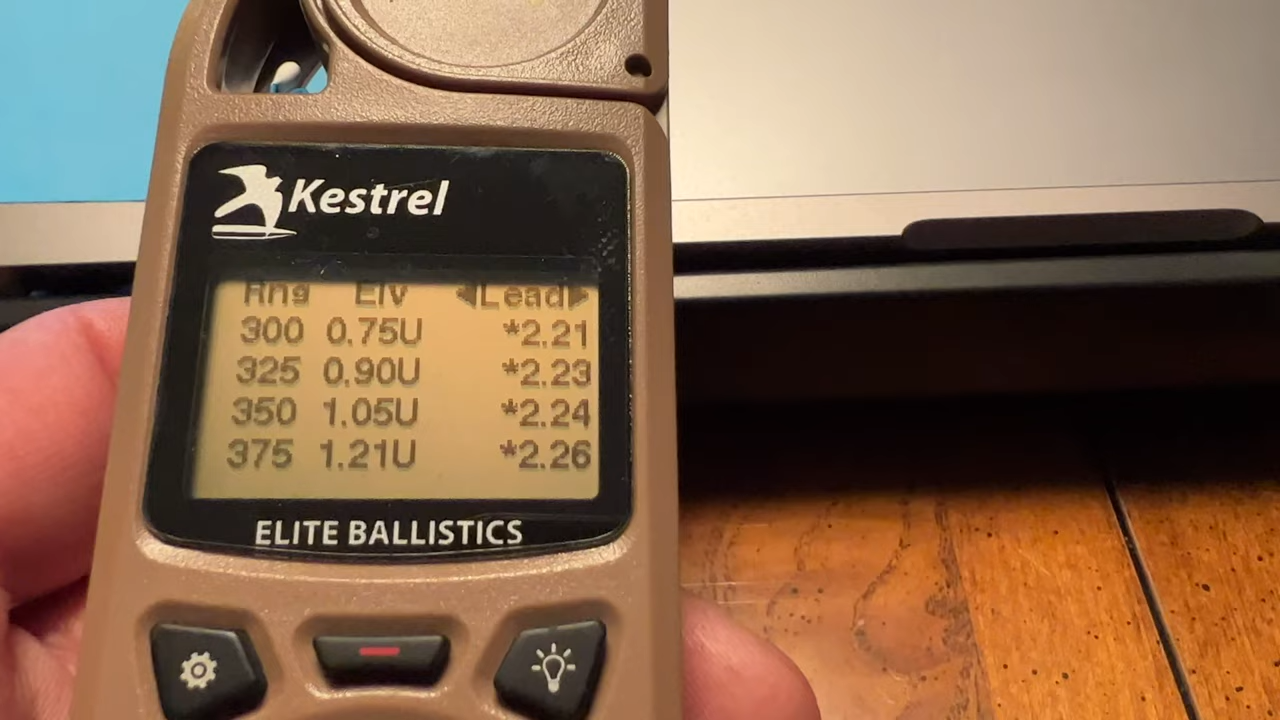 Kestrel
Rng Elv ◀Lead▶
300 0.75U *2.21
325 0.90U *2.23
350 1.05U *2.24
375 1.21U *2.26
ELITE BALLISTICS